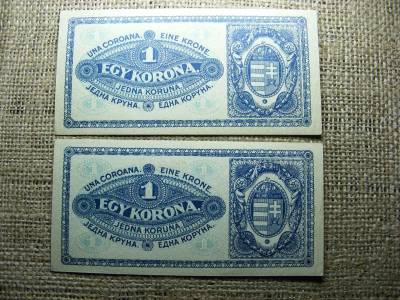 UNA COROANA. EINE KRONE
1
EGY KORONA.
JEDNA KORUNA.
ЈЕДНА КРУНА. ЕДНА КОРУНА.
UNA COROANA. EINE KRONE
1
EGY KORONA.
JEDNA KORUNA.
ЈЕДНА КРУНА. ЕДНА КОРУНА.